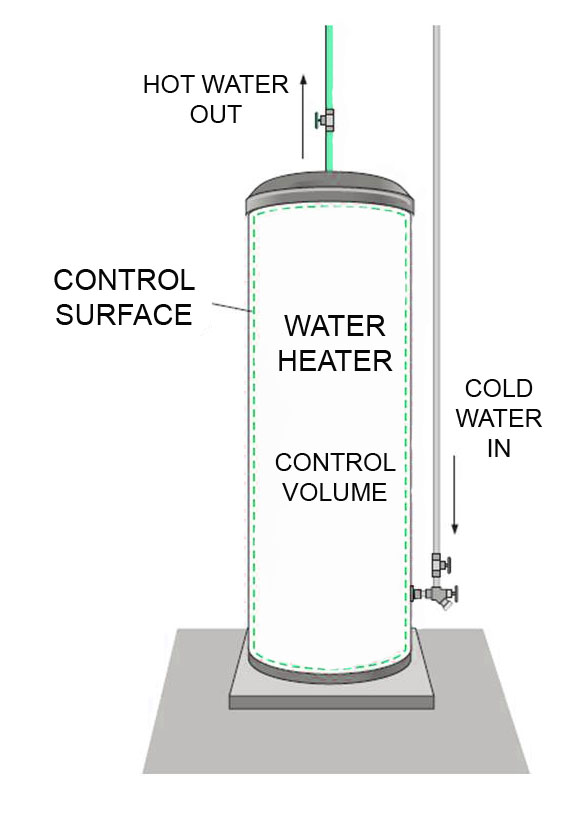 HOT WATER
OUT
CONTROL
SURFACE
WATER
HEATER
COLD
WATER
IN
CONTROL
VOLUME